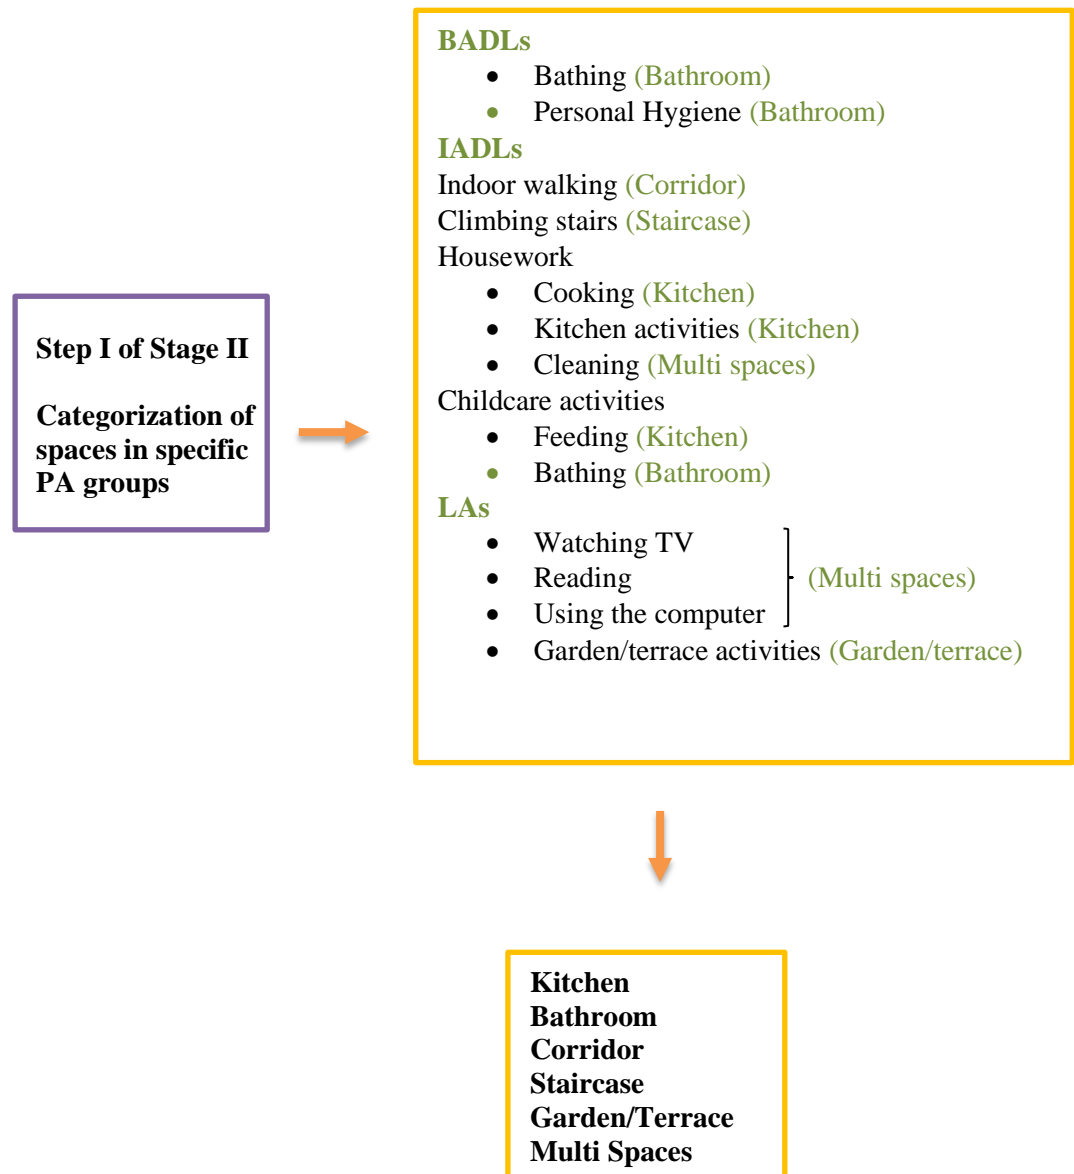 Step I of Stage II
Categorization of
spaces in specific
PA groups
BADLs
• Bathing (Bathroom)
• Personal Hygiene (Bathroom)
IADLs
Indoor walking (Corridor)
Climbing stairs (Staircase)
Housework
• Cooking (Kitchen)
• Kitchen activities (Kitchen)
• Cleaning (Multi spaces)
Childcare activities
• Feeding (Kitchen)
• Bathing (Bathroom)
LAs
• Watching TV
• Reading
• Using the computer
(Multi spaces)
• Garden/terrace activities (Garden/terrace)
Kitchen
Bathroom
Corridor
Staircase
Garden/Terrace
Multi Spaces